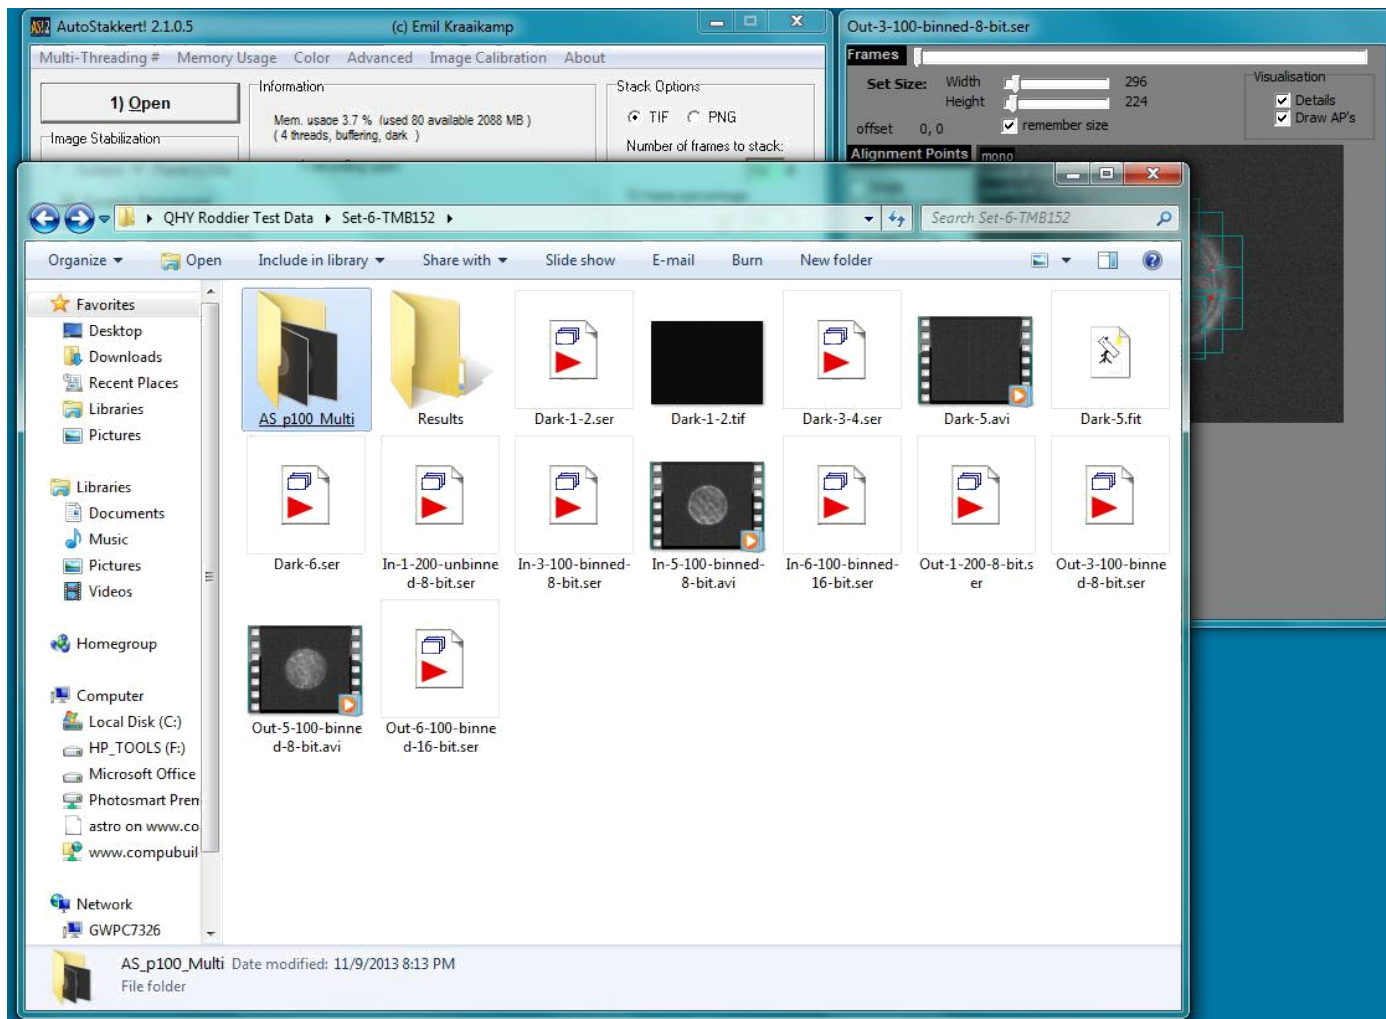 AutoStakkert! 2.1.0.5 (c) Emil Kraaikamp
Multi-Threading # Memory Usage Color Advanced Image Calibration About
1) Open
Information
Mem. usage 3.7 % (used 80 available 2088 MB )
( 4 threads, buffering, dark )
Stack Options
TIF PNG
Number of frames to stack:
Image Stabilization
Out-3-100-binned-8-bit.ser
Frames
Set Size: Width 296
Height 224
offset 0, 0 remember size
Visualisation
Details
Draw AP's
Alignment Points mono
QHY Roddier Test Data Set-6-TMB152
Search Set-6-TMB152
Organize Open Include in library Share with Slide show E-mail Burn New folder
Favorites
Desktop
Downloads
Recent Places
Libraries
Pictures
Libraries
Documents
Music
Pictures
Videos
Homegroup
Computer
Local Disk (C:)
HP_TOOLS (F:)
Microsoft Office
Photosmart Prem
astro on www.co
www.compubuil
Network
GWPC7326
AS_p100_Multi
Results
Dark-1-2.ser
Dark-1-2.tif
Dark-3-4.ser
Dark-5.avi
Dark-5.fit
Dark-6.ser
In-1-200-unbinne
d-8-bit.ser
In-3-100-binned-
8-bit.ser
In-5-100-binned-
8-bit.avi
In-6-100-binned-
16-bit.ser
Out-1-200-8-bit.s
er
Out-3-100-binne
d-8-bit.ser
Out-5-100-binne
d-8-bit.avi
Out-6-100-binne
d-16-bit.ser
AS_p100_Multi Date modified: 11/9/2013 8:13 PM
File folder